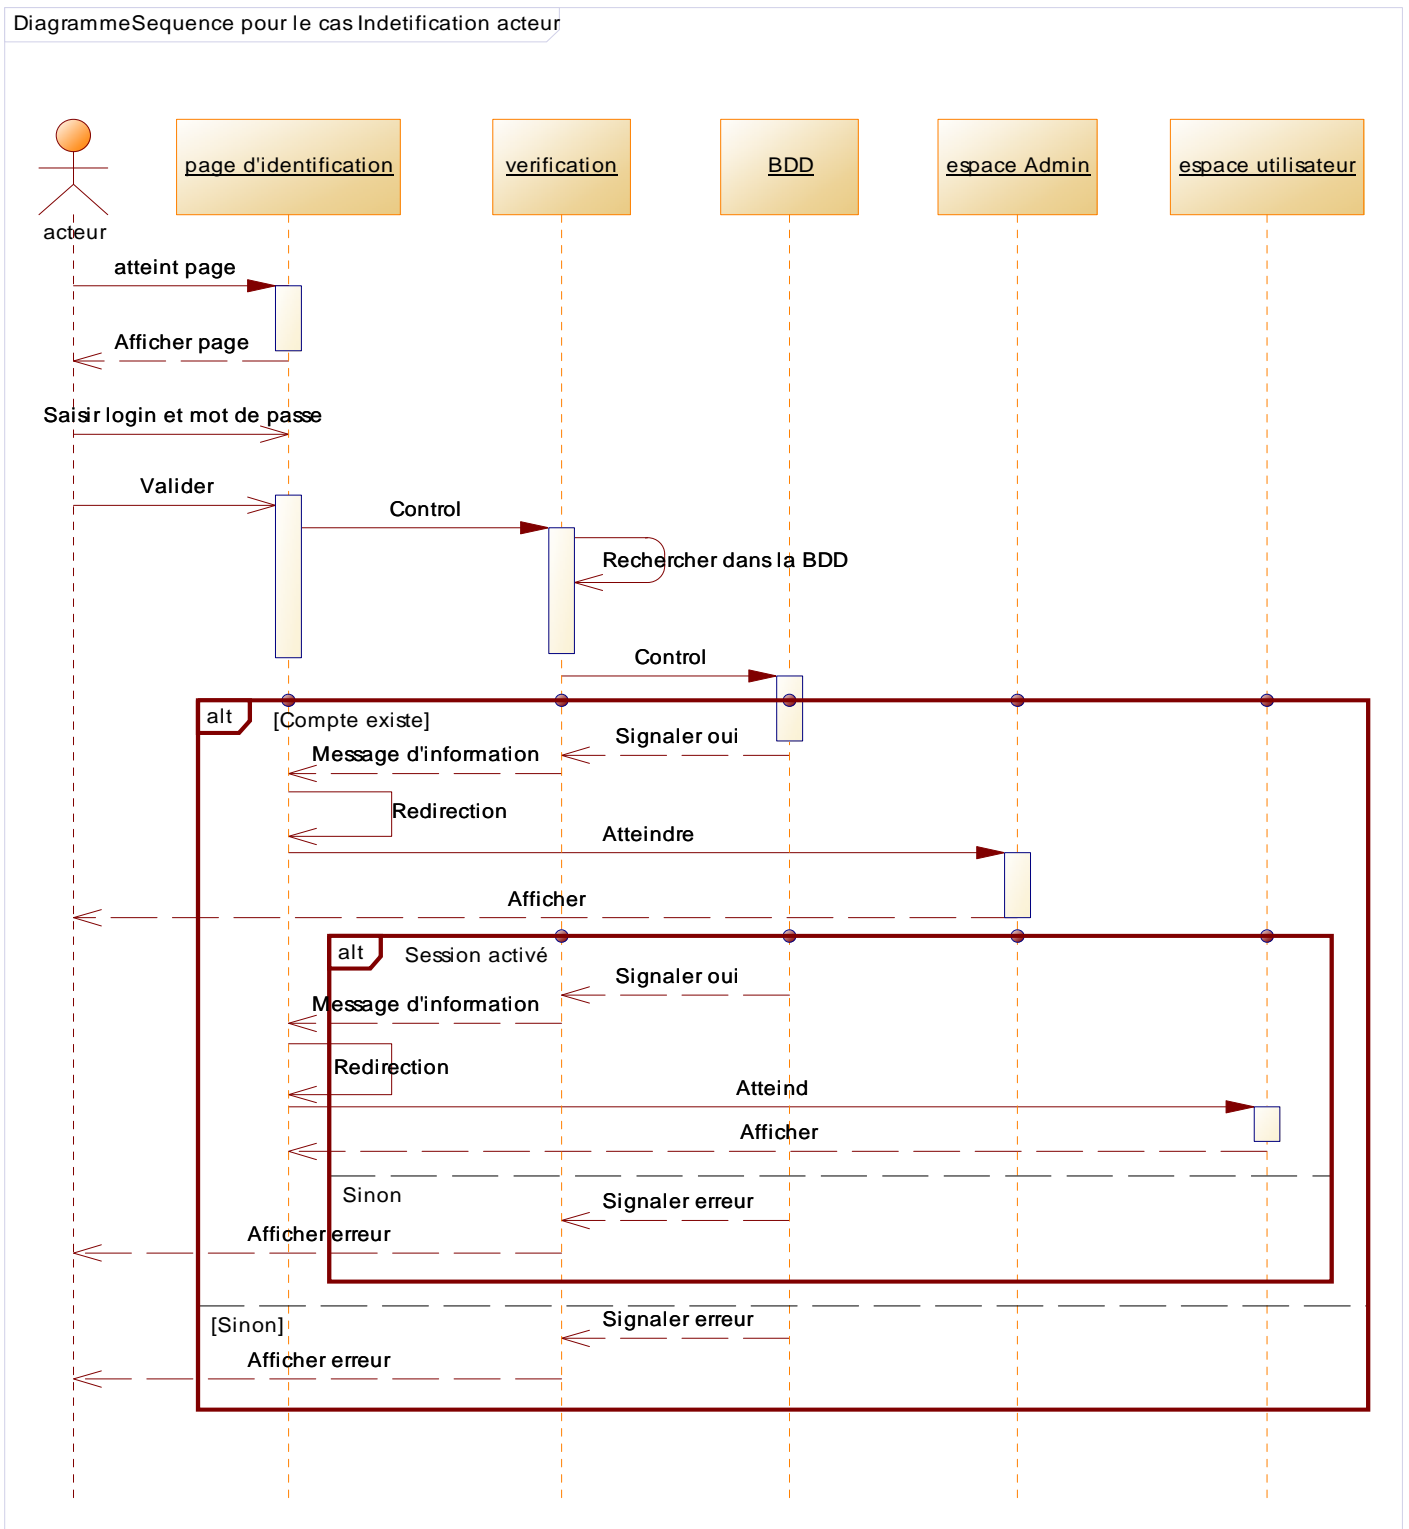 DiagrammeSequence pour le cas Indetification acteur
page d'identification
verification
BDD
espace Admin
espace utilisateur
acteur
atteint page
Afficher page
Saisir login et mot de passe
Valider
Control
Rechercher dans la BDD
Control
alt
[Compte existe]
Signaler oui
Message d'information
Redirection
Atteindre
Afficher
alt
Session activé
Signaler oui
Message d'information
Redirection
Atteind
Afficher
Sinon
Signaler erreur
Afficher erreur
[Sinon]
Signaler erreur
Afficher erreur